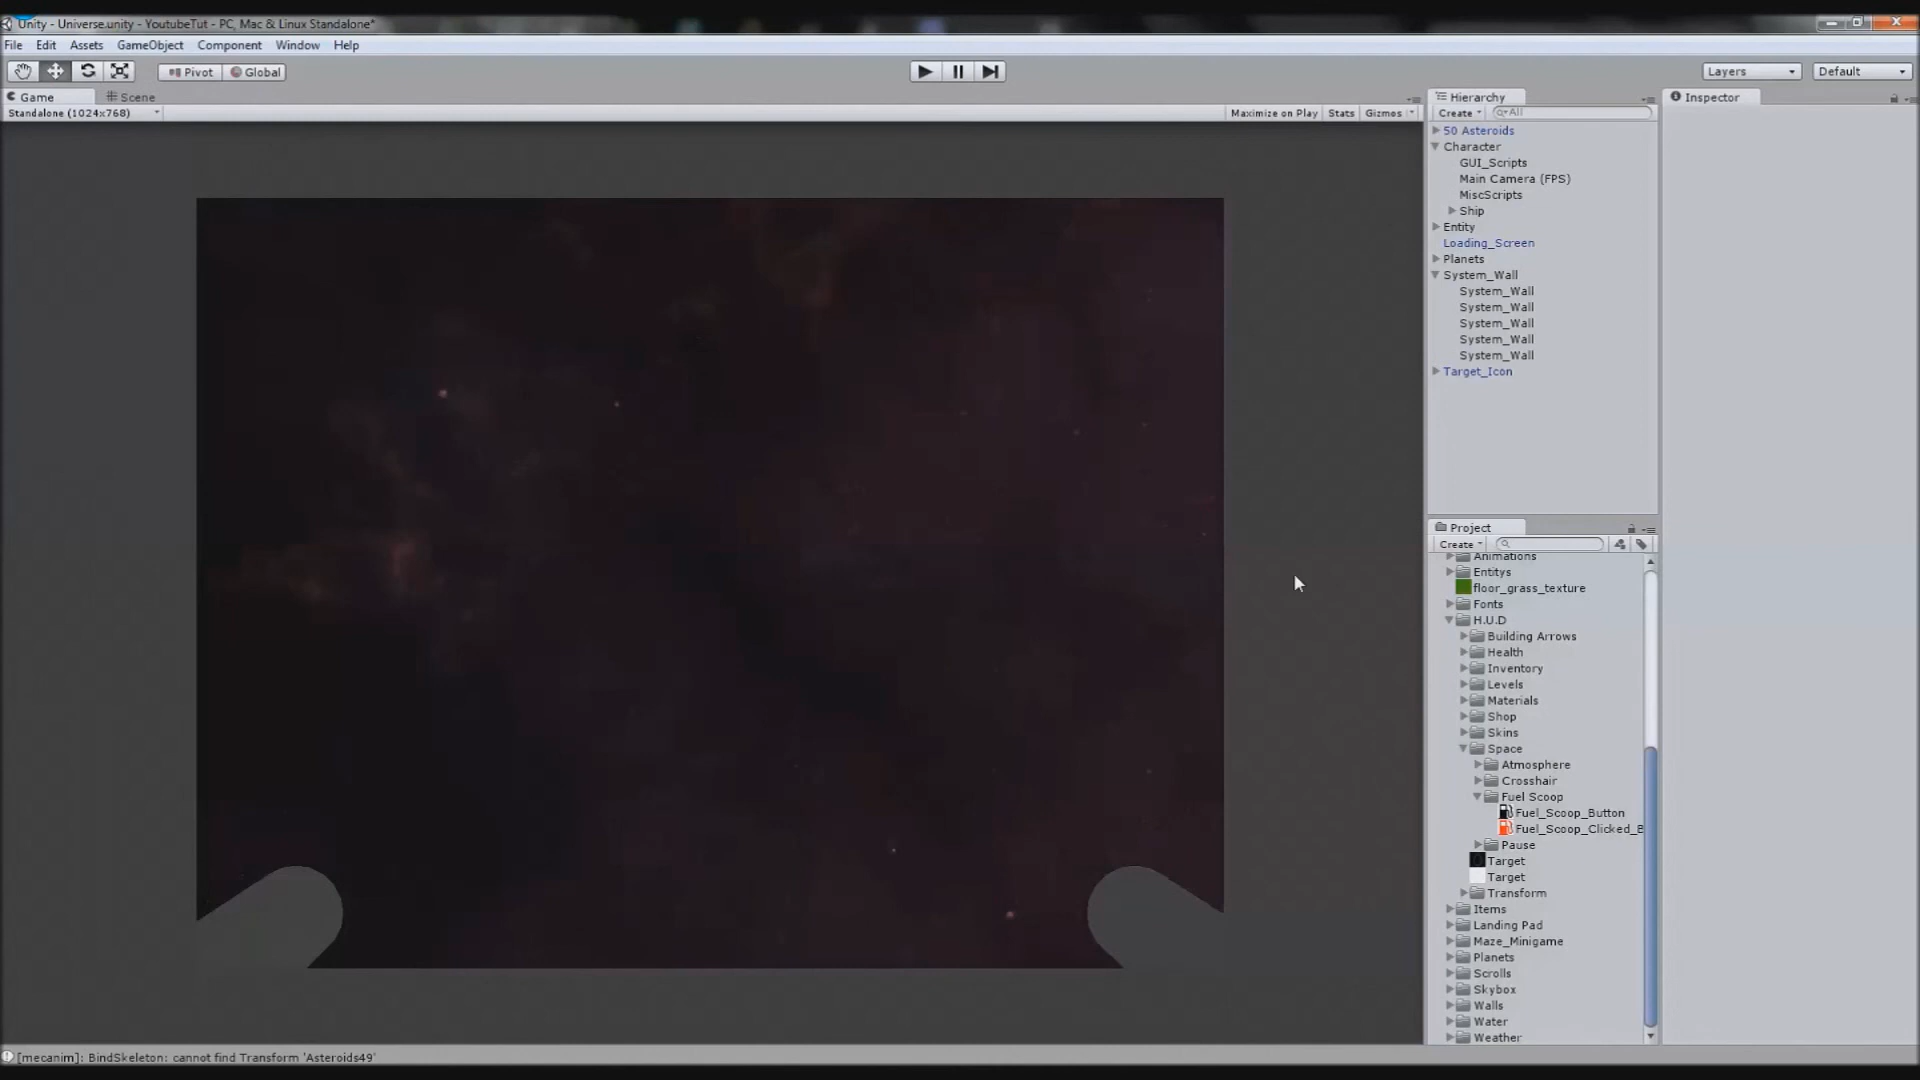 Unity - Universe.unity - YoutubeTut - PC, Mac & Linux Standalone*
File Edit Assets GameObject Component Window Help
Pivot Global Layers Default
Game Scene
Standalone (1024x768) Maximize on Play Stats Gizmos
Hierarchy
Create All
50 Asteroids
Character
GUI_Scripts
Main Camera (FPS)
MiscScripts
Ship
Entity
Loading_Screen
Planets
System_Wall
System_Wall
System_Wall
System_Wall
System_Wall
System_Wall
Target_Icon
Inspector
Project
Create
Animations
Entitys
floor_grass_texture
Fonts
H.U.D
Building Arrows
Health
Inventory
Levels
Materials
Shop
Skins
Space
Atmosphere
Crosshair
Fuel Scoop
Fuel_Scoop_Button
Fuel_Scoop_Clicked_B
Pause
Target
Target
Transform
Items
Landing Pad
Maze_Minigame
Planets
Scrolls
Skybox
Walls
Water
Weather
[mecanim]: BindSkeleton: cannot find Transform 'Asteroids49'